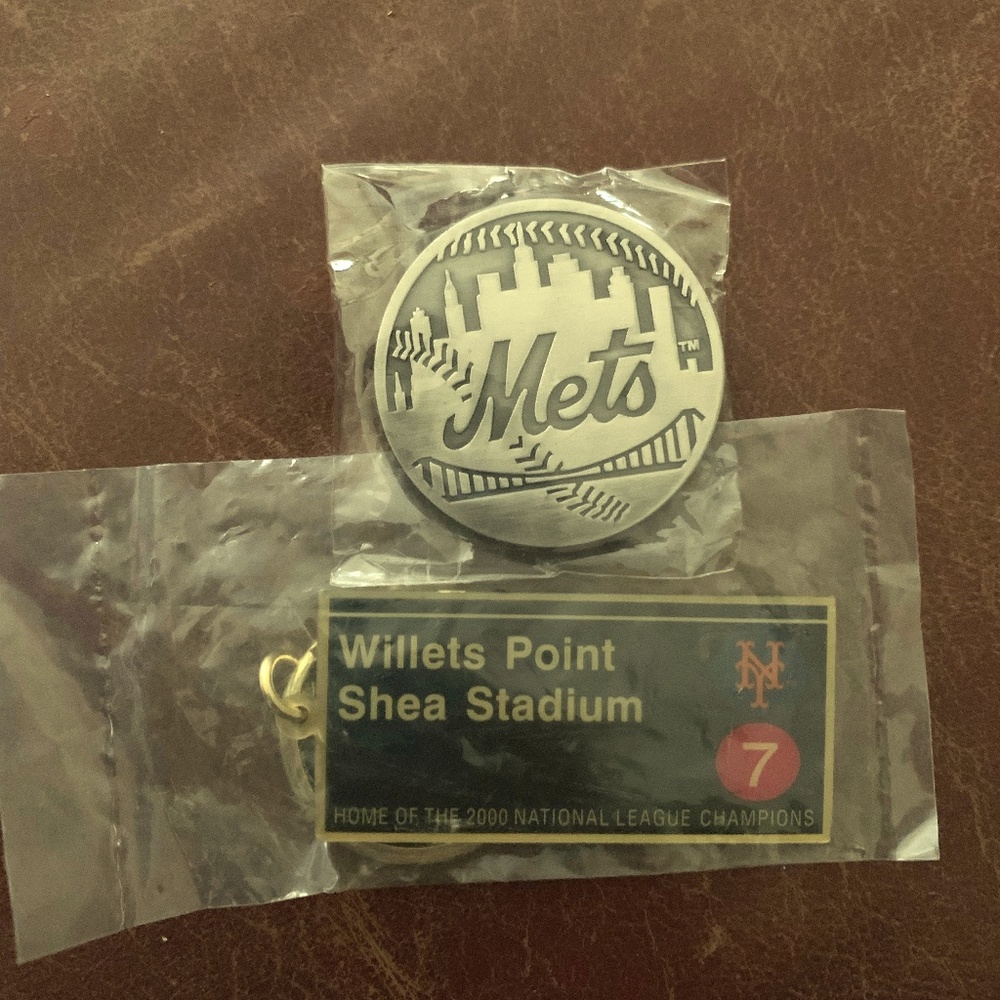 Mets
TM
Willets Point
Shea Stadium
NY
7
HOME OF THE 2000 NATIONAL LEAGUE CHAMPIONS